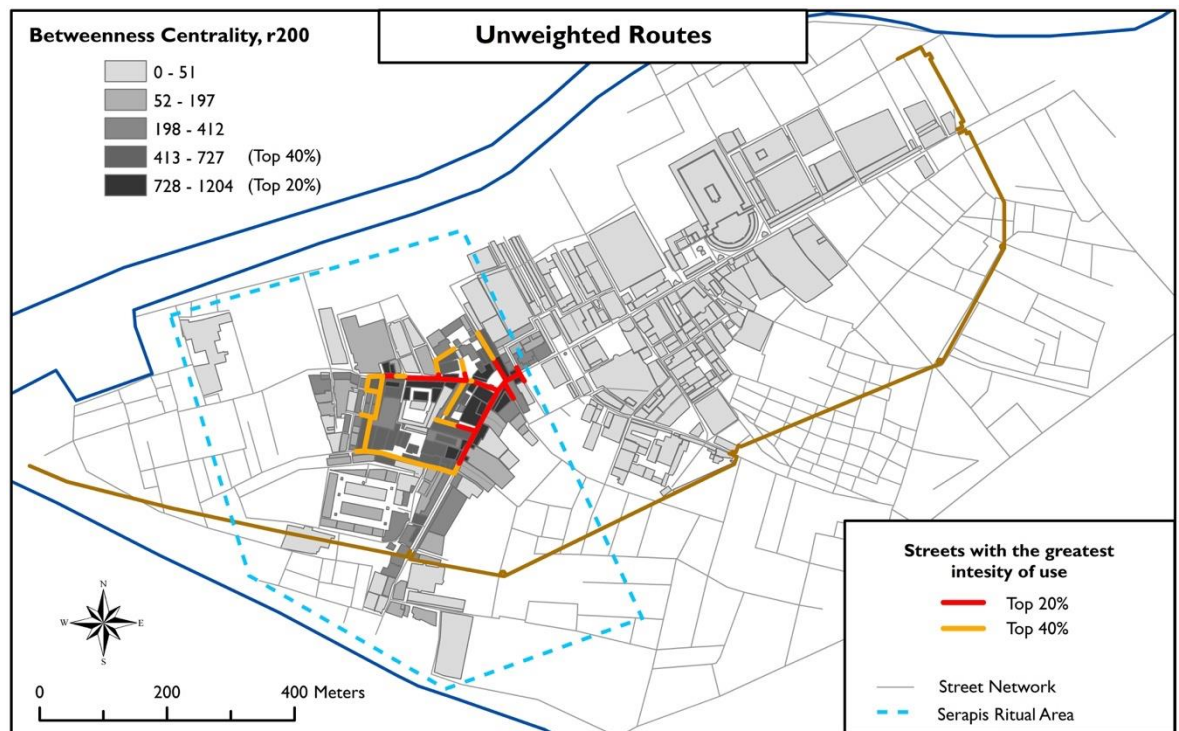 Unweighted Routes
Betweenness Centrality, r200
0 - 51
52 - 197
198 - 412
413 - 727 (Top 40%)
728 - 1204 (Top 20%)
N
W E
S
0 200 400 Meters
Streets with the greatest
intesity of use
Top 20%
Top 40%
Street Network
Serapis Ritual Area